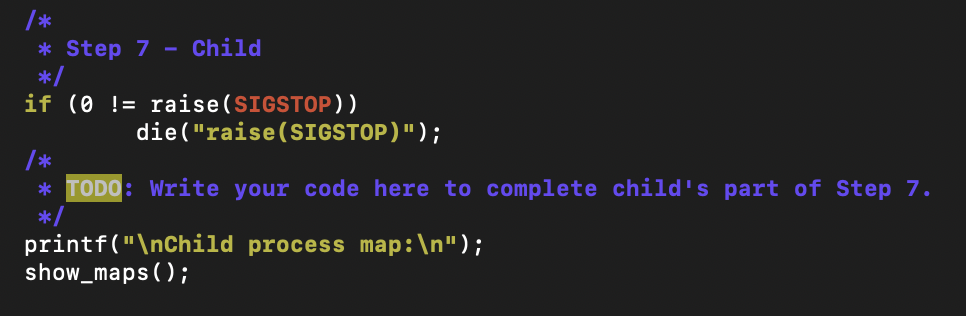 /*
 * Step 7 - Child
 */
if (0 != raise(SIGSTOP))
        die("raise(SIGSTOP)");
/*
 * TODO: Write your code here to complete child's part of Step 7.
 */
printf("\nChild process map:\n");
show_maps();